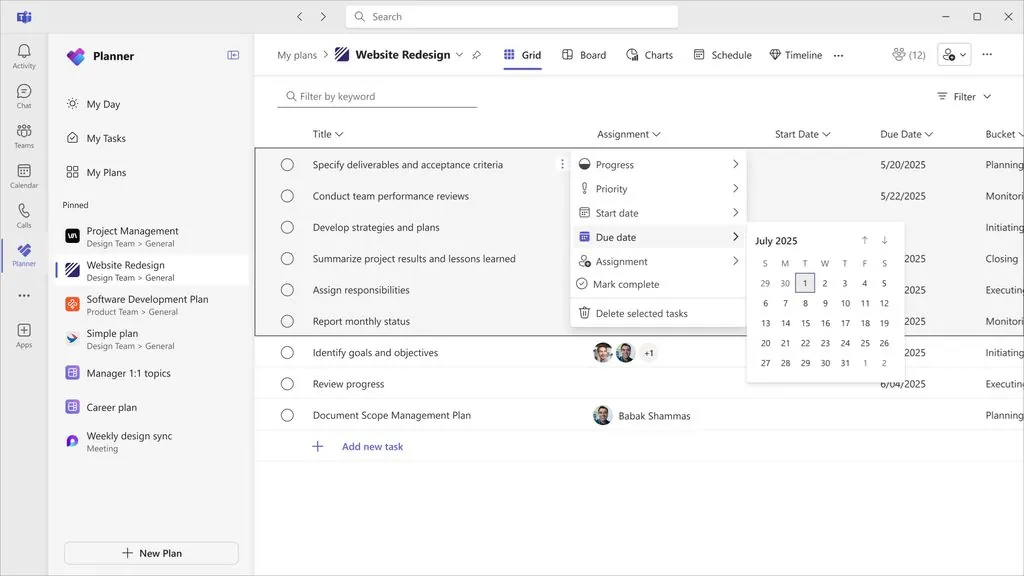 Search
Activity
Chat
Teams
Calendar
Calls
Planner
Apps
Planner
My Day
My Tasks
My Plans
Pinned
Project Management
Design Team > General
Website Redesign
Design Team > General
Software Development Plan
Product Team > General
Simple plan
Design Team > General
Manager 1:1 topics
Career plan
Weekly design sync
Meeting
New Plan
My plans > Website Redesign Grid Board Charts Schedule Timeline (12)
Filter by keyword Filter
Title Assignment Start Date Due Date Bucket
Specify deliverables and acceptance criteria 5/20/2025 Planning
Conduct team performance reviews 5/22/2025 Monitori
Develop strategies and plans Initiating
Summarize project results and lessons learned 2025 Closing
Assign responsibilities 2025 Executin
Report monthly status 2025 Monitori
Identify goals and objectives +1 2025 Initiating
Review progress 6/04/2025 Executin
Document Scope Management Plan Babak Shammas Planning
Add new task
Progress
Priority
Start date
Due date
Assignment
Mark complete
Delete selected tasks
July 2025
S M T W T F S
29 30 1 2 3 4 5
6 7 8 9 10 11 12
13 14 15 16 17 18 19
20 21 22 23 24 25 26
27 28 29 30 31 1 2